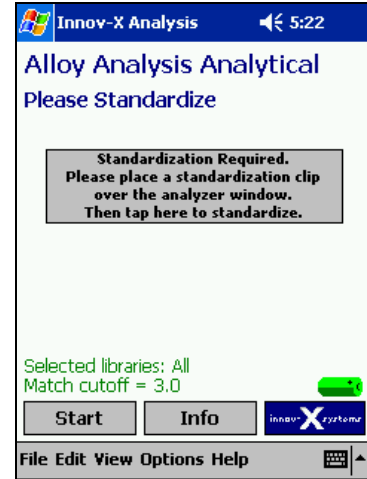 Innov-X Analysis 5:22
Alloy Analysis Analytical
Please Standardize
Standardization Required.
Please place a standardization clip
over the analyzer window.
Then tap here to standardize.
Selected libraries: All
Match cutoff = 3.0
Start Info innov-X systems
File Edit View Options Help